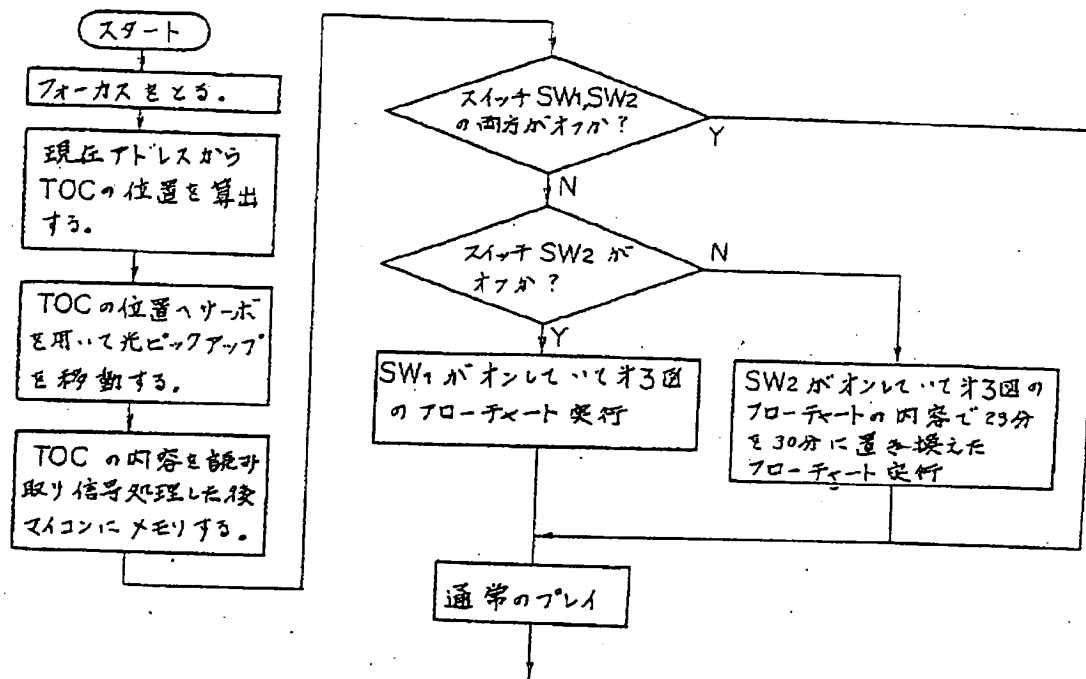 スタート
フォーカスをとる。
現在アドレスから
TOCの位置を算出
する。
TOCの位置へサーボ
を用いて光ピックアップ
を移動する。
TOCの内容を読み
取り信号処理した後
マイコンにメモリする。
スイッチSW1,SW2
の両方がオフか?
Y
N
スイッチSW2が
オフか?
N
Y
SW1がオンしていて才3図
のフローチャート実行
SW2がオンしていて才3図の
フローチャートの内容で23分
を30分に置き換えた
フローチャート実行
通常のプレイ